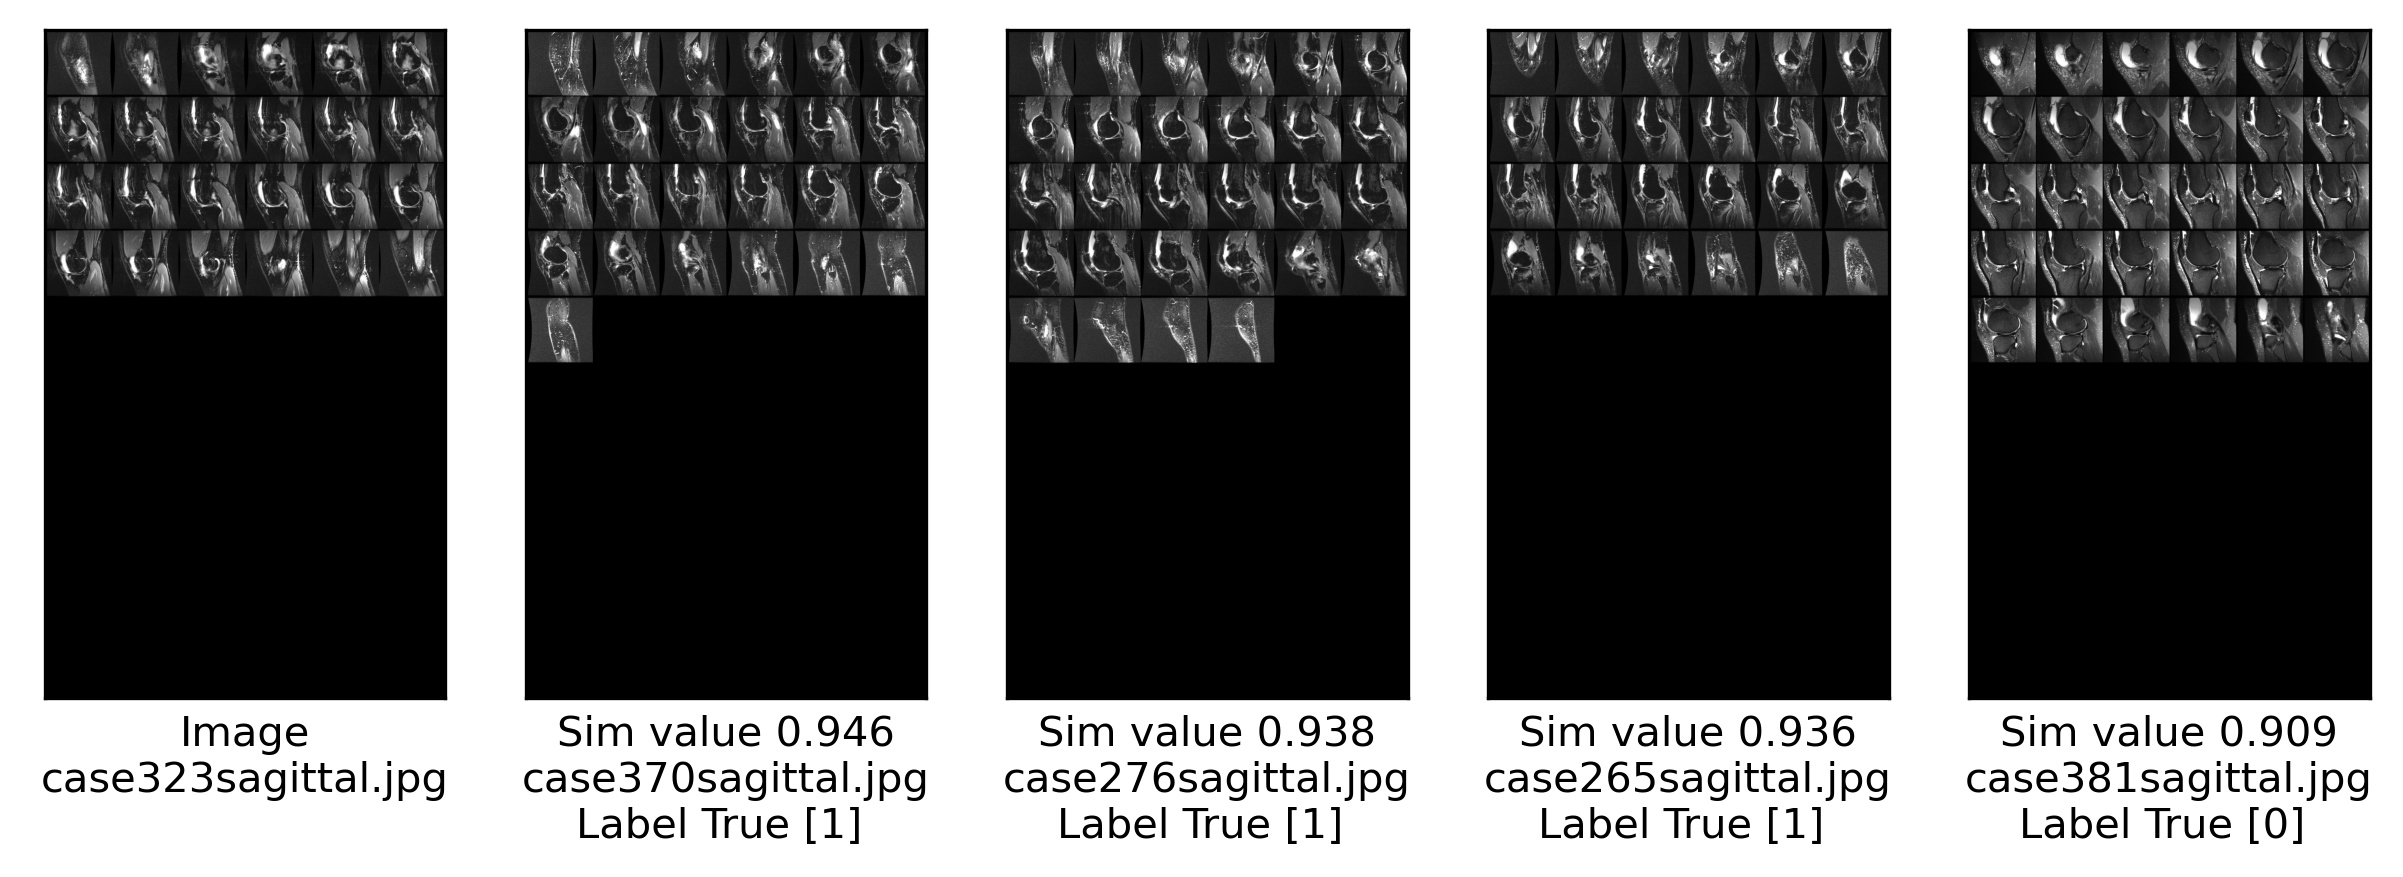 Image
case323sagittal.jpg
Sim value 0.946
case370sagittal.jpg
Label True [1]
Sim value 0.938
case276sagittal.jpg
Label True [1]
Sim value 0.936
case265sagittal.jpg
Label True [1]
Sim value 0.909
case381sagittal.jpg
Label True [0]